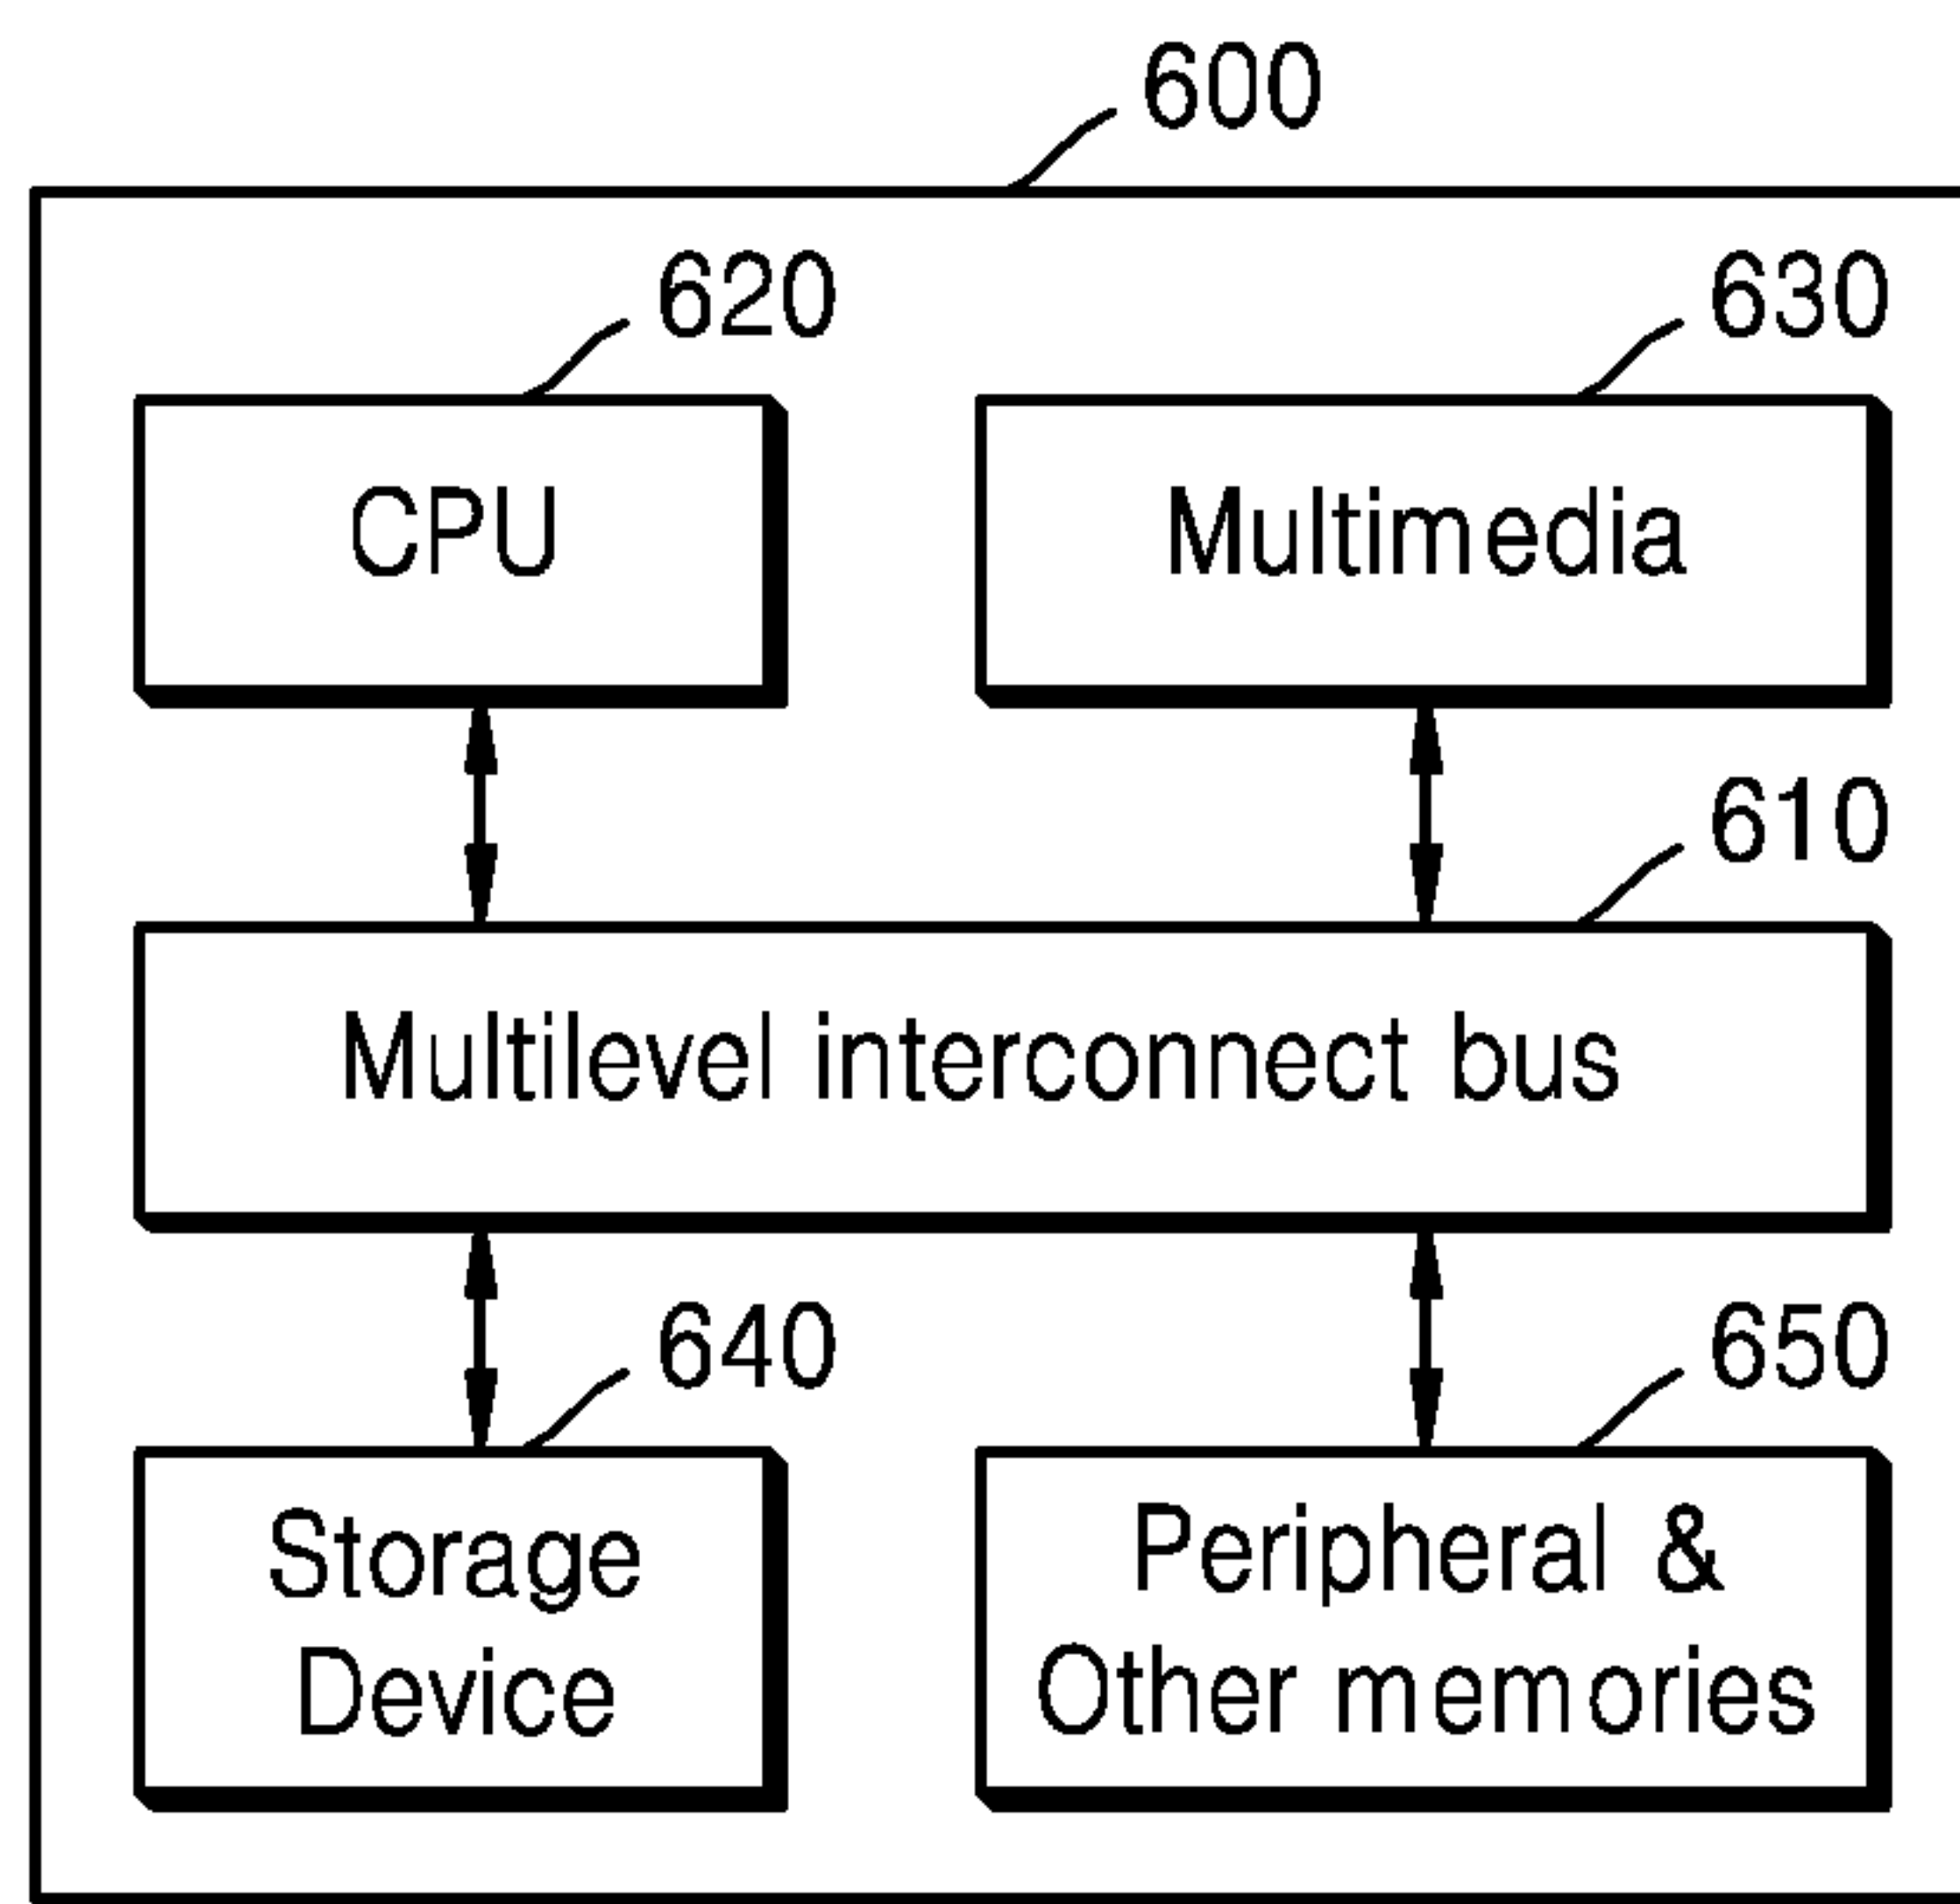 600
620
630
CPU
Multimedia
610
Multilevel interconnect bus
640
650
Storage
Device
Peripheral &
Other memories